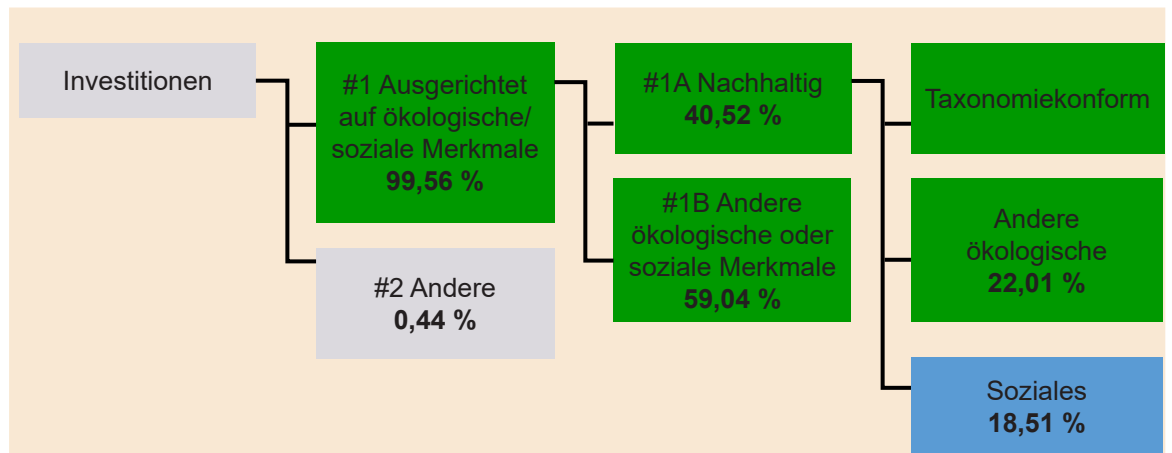 Investitionen
#1 Ausgerichtet
auf ökologische/
soziale Merkmale
99,56 %
#2 Andere
0,44 %
#1A Nachhaltig
40,52 %
#1B Andere
ökologische oder
soziale Merkmale
59,04 %
Taxonomiekonform
Andere
ökologische
22,01 %
Soziales
18,51 %